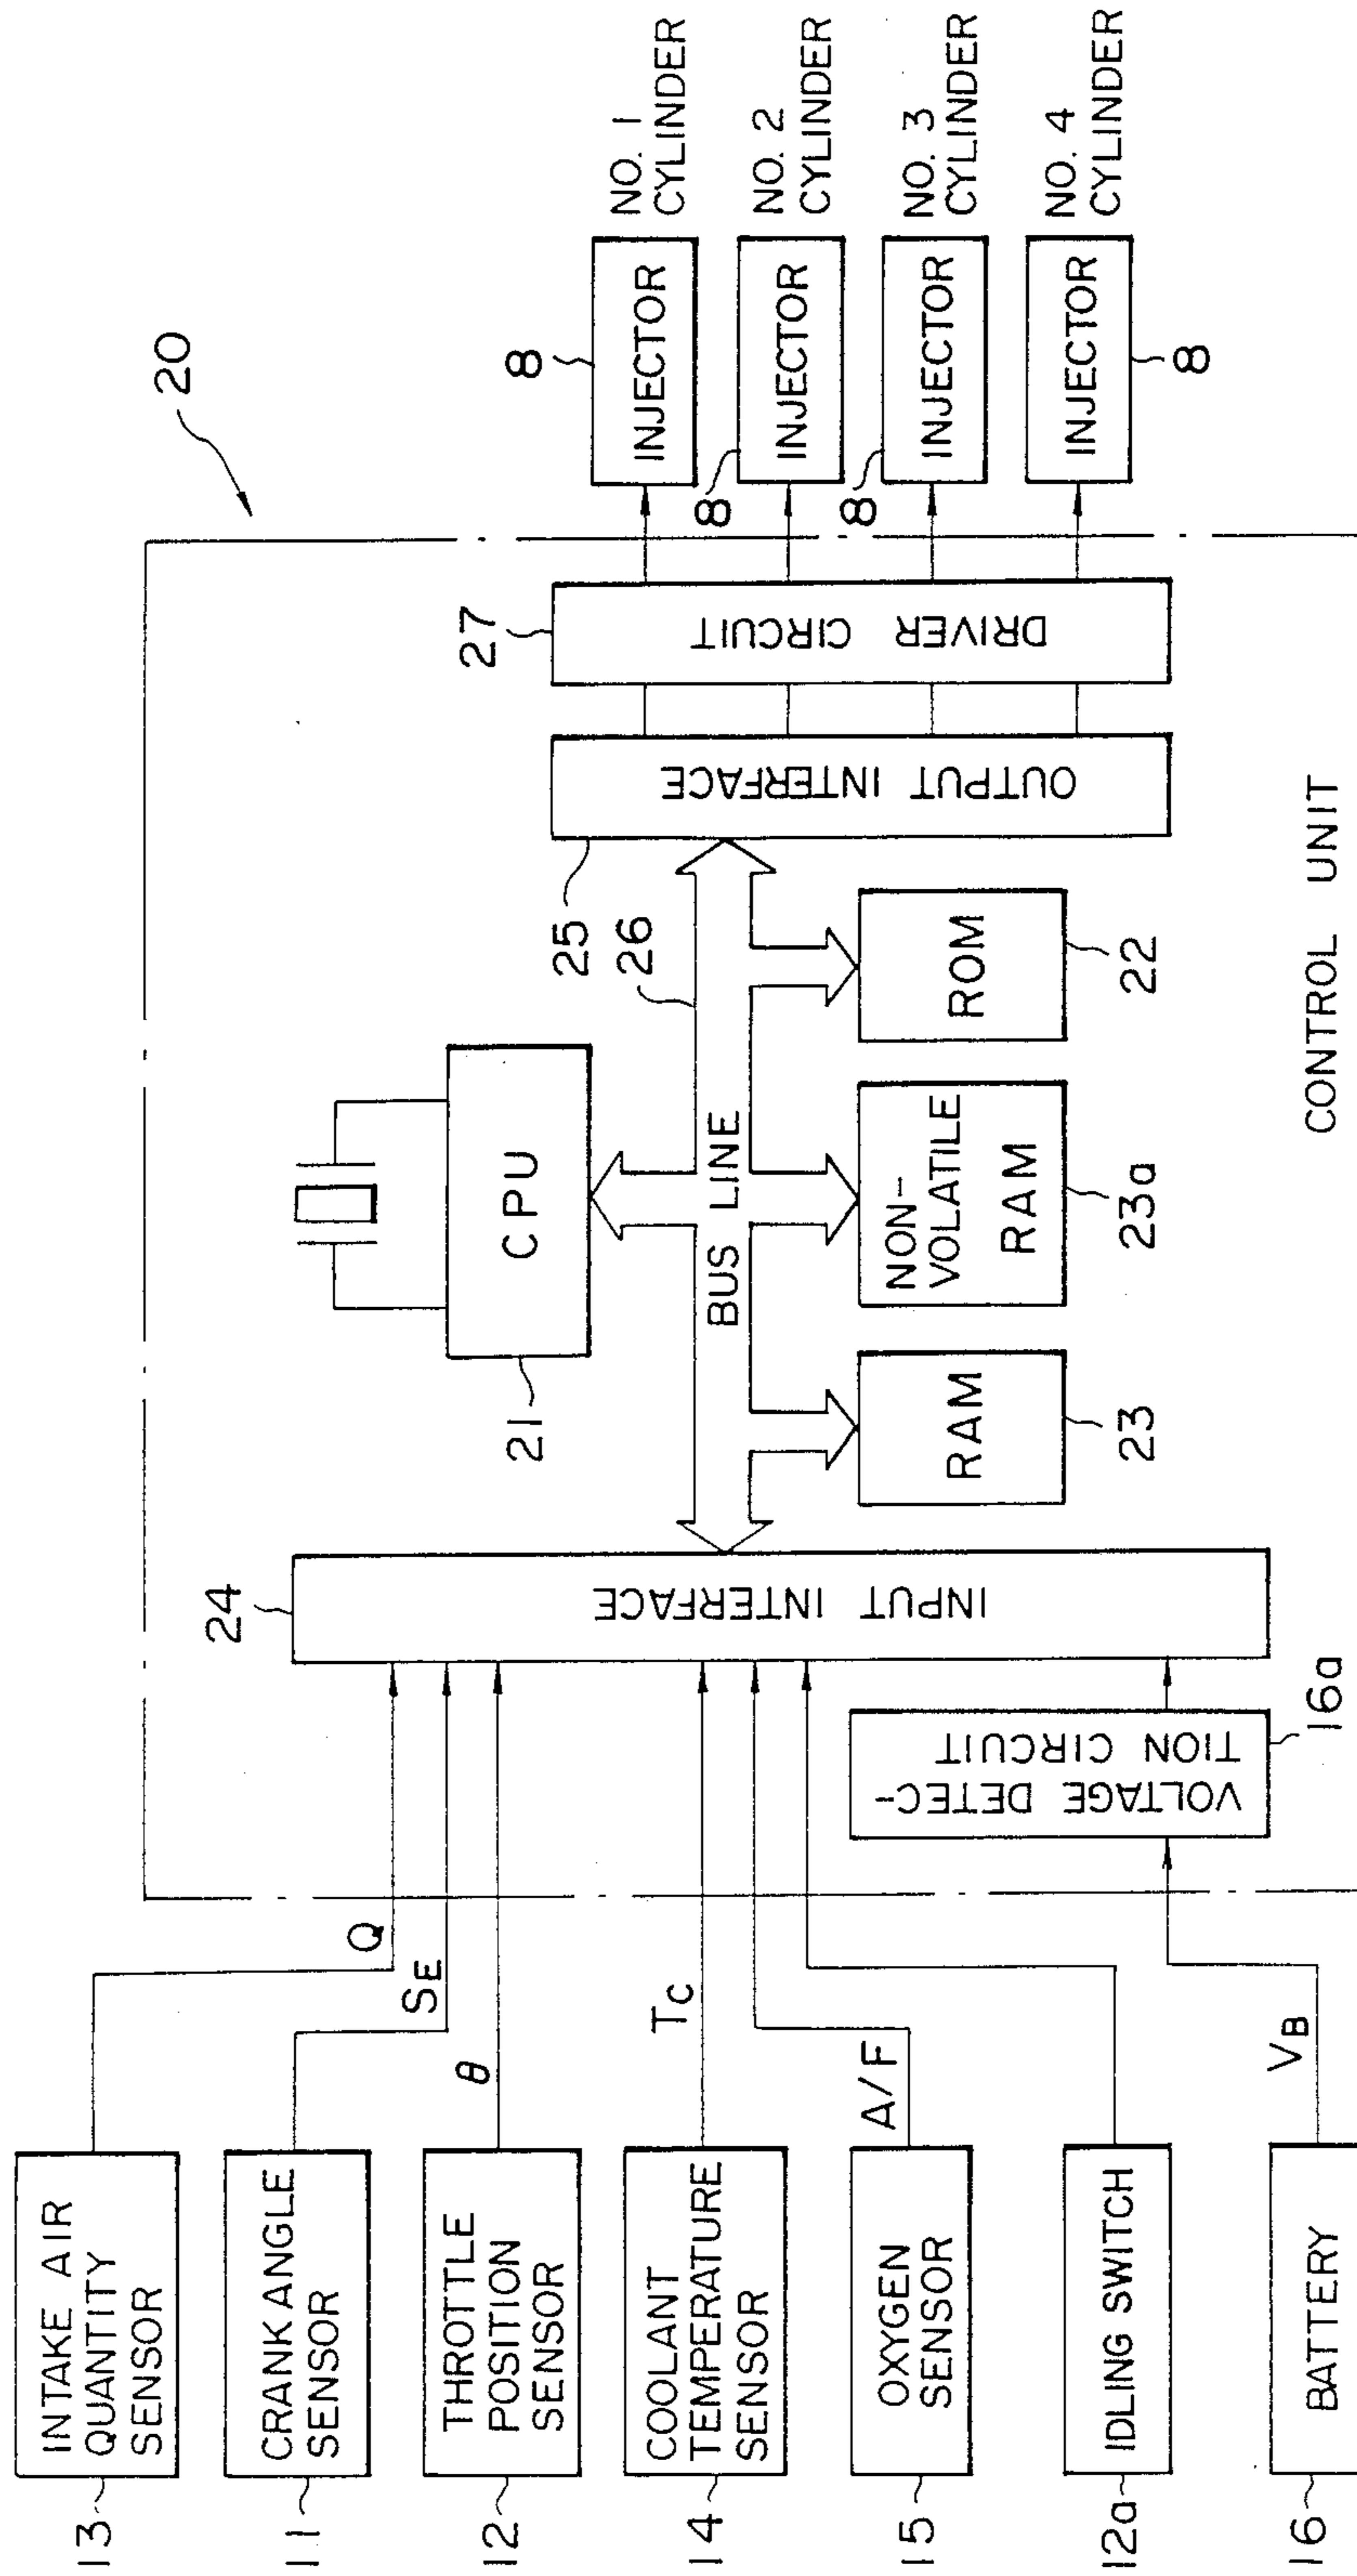 20
13
INTAKE AIR
QUANTITY
SENSOR
Q
11
CRANK ANGLE
SENSOR
SE
12
THROTTLE
POSITION
SENSOR
θ
14
COOLANT
TEMPERATURE
SENSOR
TC
15
OXYGEN
SENSOR
A/F
12a
IDLING SWITCH
16
BATTERY
VB
VOLTAGE DETEC-
TION CIRCUIT
16a
24
INPUT INTERFACE
21
CPU
BUS LINE
26
RAM
23
NON-
VOLATILE
RAM
23a
ROM
22
25
OUTPUT INTERFACE
27
DRIVER CIRCUIT
8
INJECTOR
NO. 1
CYLINDER
8
INJECTOR
NO. 2
CYLINDER
8
INJECTOR
NO. 3
CYLINDER
8
INJECTOR
NO. 4
CYLINDER
CONTROL UNIT